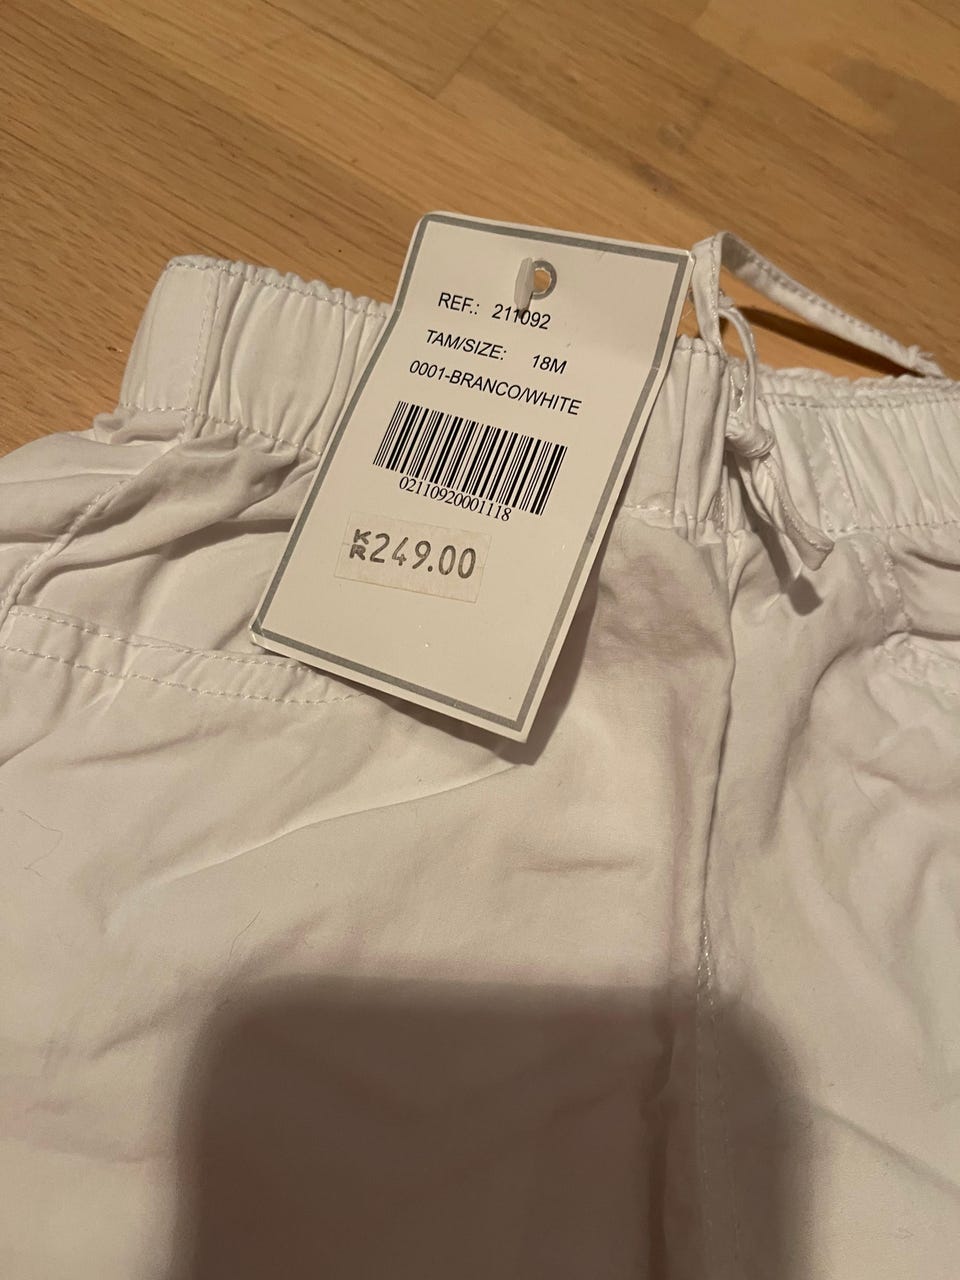 REF.: 211092
TAM/SIZE: 18M
0001-BRANCO/WHITE
02110920001118
KR249.00